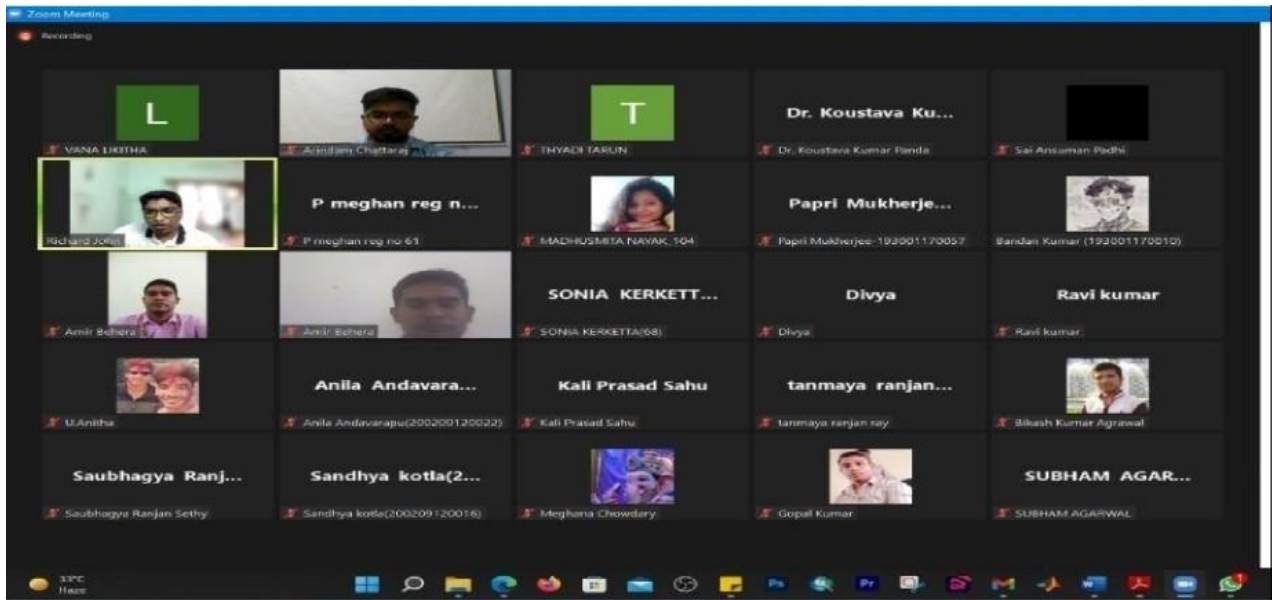 Zoom Meeting
Recording
L
VANA LIKITHA
Arindam Chattaraj
T
THYADI TARUN
Dr. Koustava Ku...
Dr. Koustava Kumar Panda
Sai Ansuman Padhi
Richard John
P meghan reg n...
P meghan reg no 61
MADHUSMITA NAYAK_104
Papri Mukherje...
Papri Mukherjee-193001170057
Bandan Kumar (193001170010)
Amir Behera
Amir Behera
SONIA KERKETT...
SONIA KERKETTA(68)
Divya
Divya
Ravi kumar
Ravi kumar
U.Anitha
Anila Andavara...
Anila Andavarapu(200209120022)
Kali Prasad Sahu
Kali Prasad Sahu
tanmaya ranjan...
tanmaya ranjan ray
Bikash Kumar Agrawal
Saubhagya Ranj...
Saubhagya Ranjan Sethy
Sandhya kotla(2...
Sandhya kotla(200209120016)
Meghana Chowdary
Gopal Kumar
SUBHAM AGAR...
SUBHAM AGARWAL
33°C
Haze
Ps
Pr